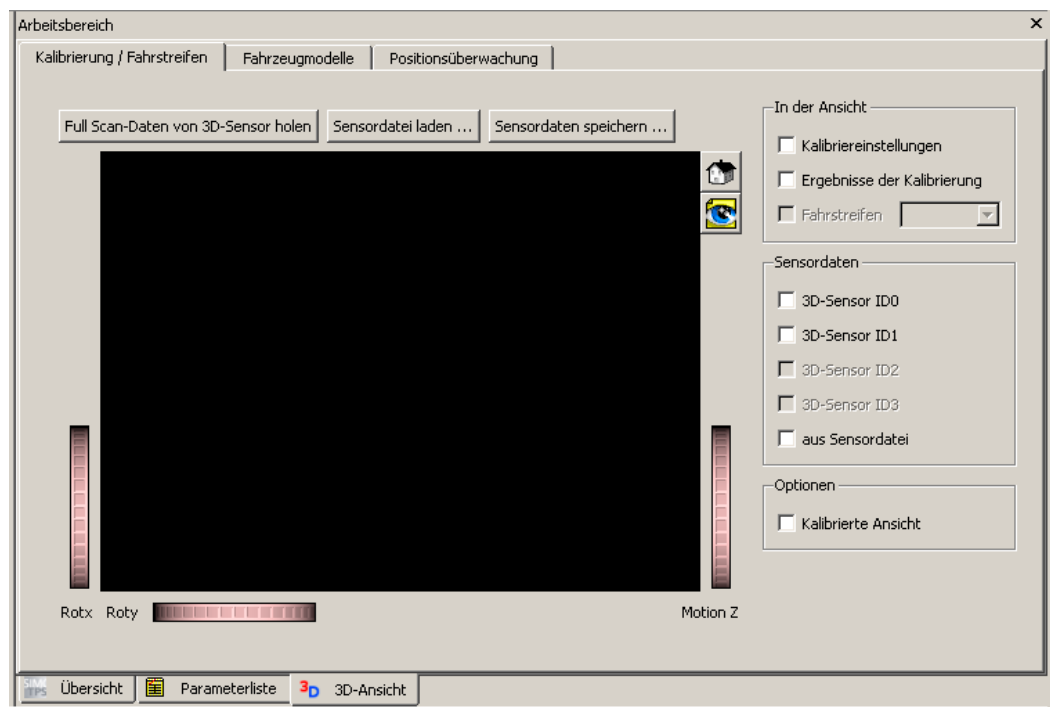 Arbeitsbereich
Kalibrierung / Fahrstreifen Fahrzeugmodelle Positionsüberwachung
Full Scan-Daten von 3D-Sensor holen Sensordatei laden ... Sensordaten speichern ...
In der Ansicht
Kalibriereinstellungen
Ergebnisse der Kalibrierung
Fahrstreifen
Sensordaten
3D-Sensor ID0
3D-Sensor ID1
3D-Sensor ID2
3D-Sensor ID3
aus Sensordatei
Optionen
Kalibrierte Ansicht
Rotx Roty Motion Z
Übersicht Parameterliste 3D 3D-Ansicht